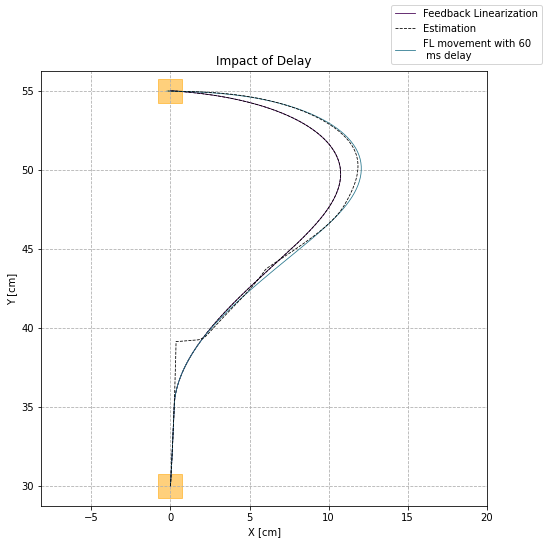 Feedback Linearization
Estimation
FL movement with 60
ms delay
Impact of Delay
55
50
45
40
35
30
Y [cm]
−5
0
5
10
15
20
X [cm]